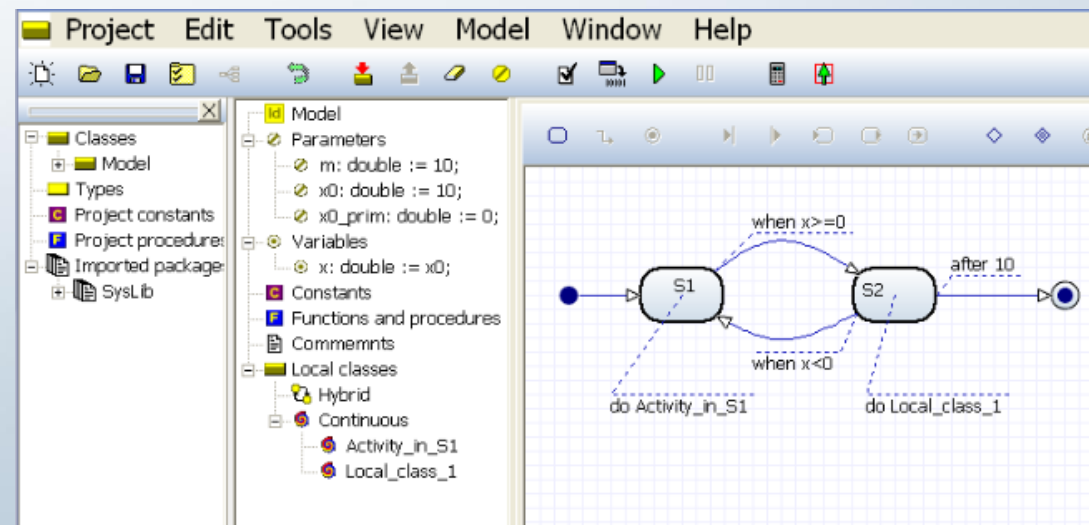 Project Edit Tools View Model Window Help
Classes
Model
Types
Project constants
Project procedure
Imported package
SysLib
Model
Parameters
m: double := 10;
x0: double := 10;
x0_prim: double := 0;
Variables
x: double := x0;
Constants
Functions and procedures
Commemnts
Local classes
Hybrid
Continuous
Activity_in_S1
Local_class_1
when x>=0
after 10
S1
S2
when x<0
do Activity_in_S1
do Local_class_1